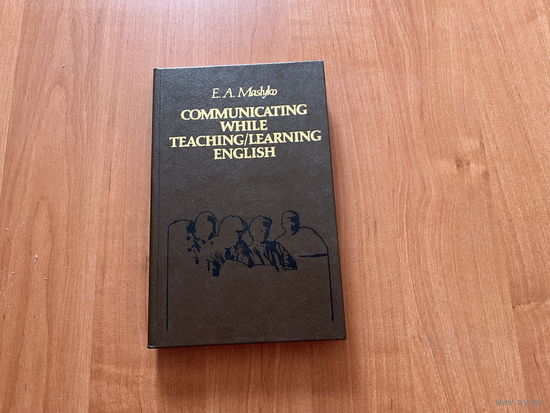 E. A. Maslyko
COMMUNICATING
WHILE
TEACHING/LEARNING
ENGLISH